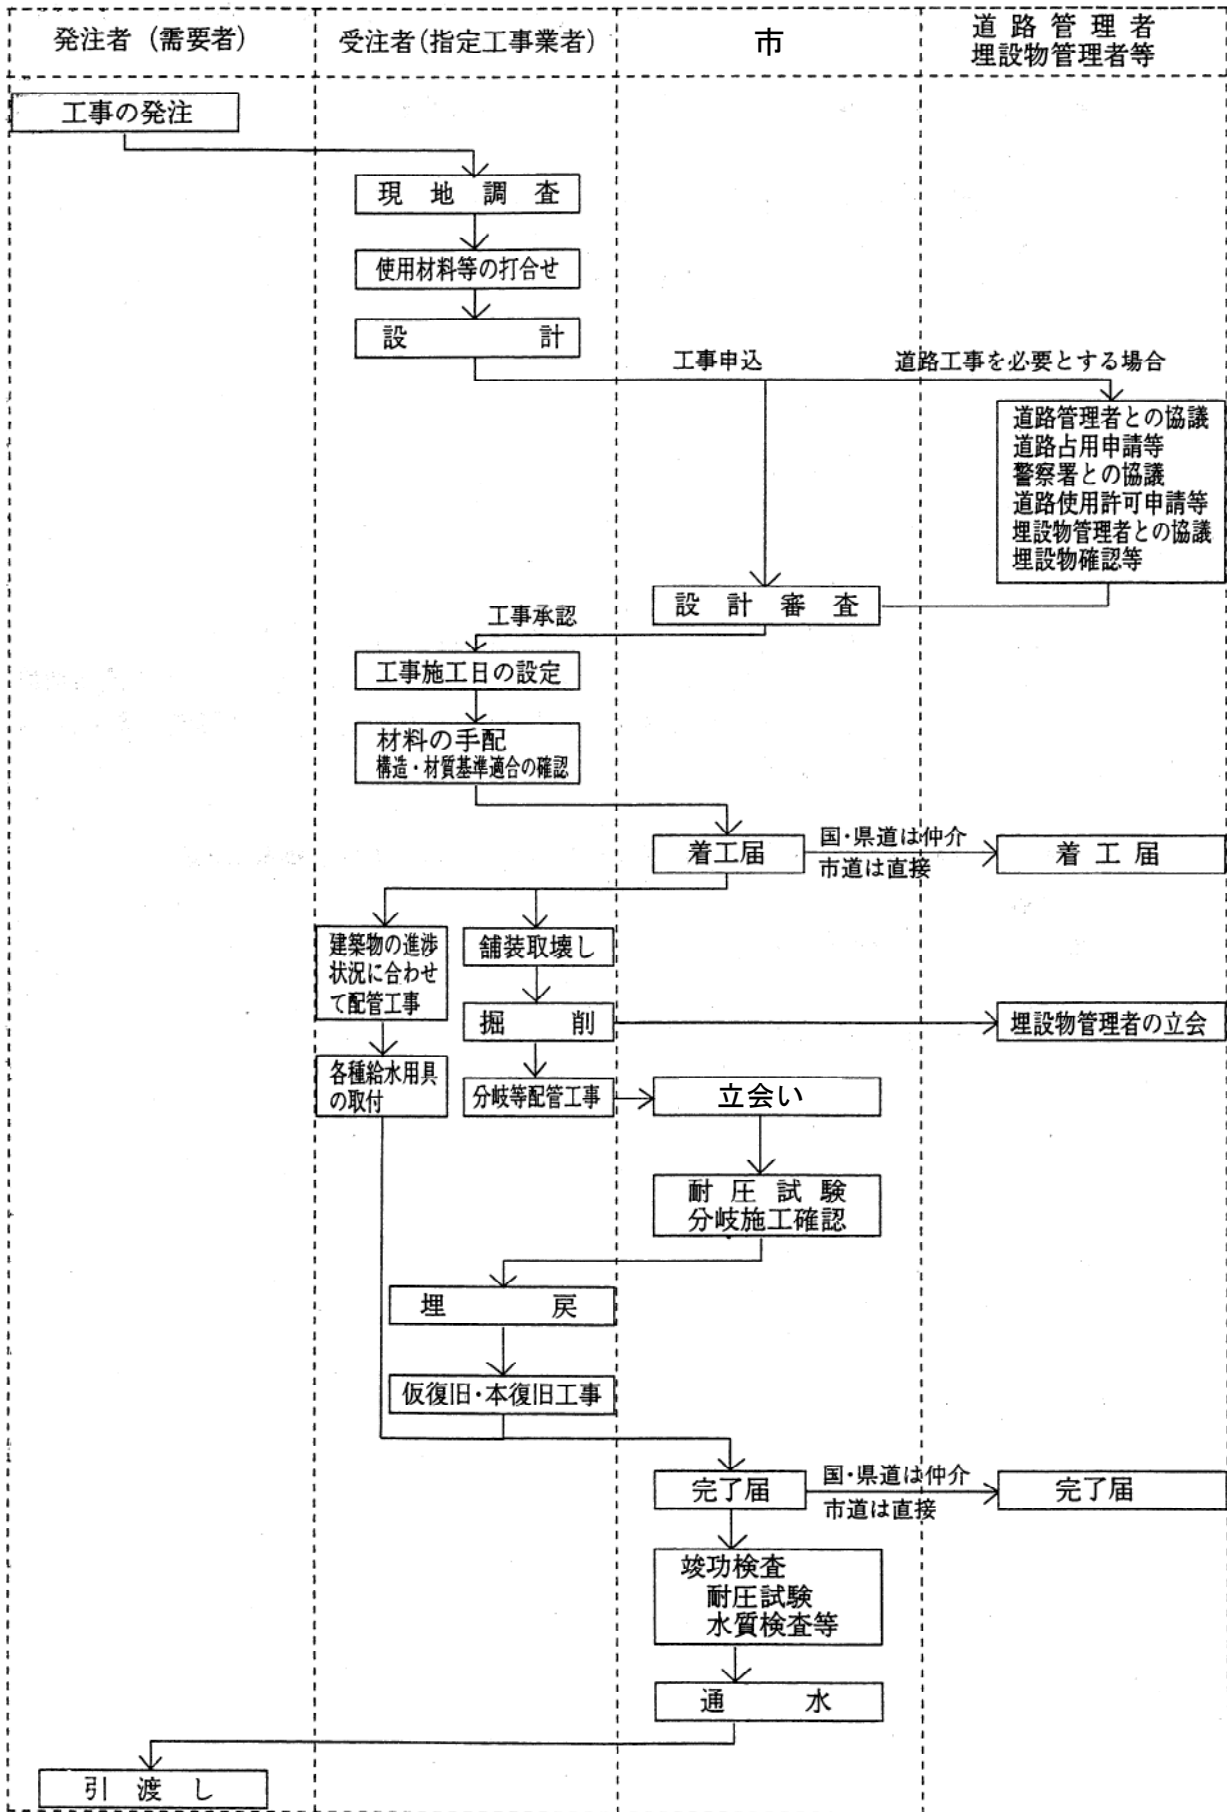 発注者（需要者）
受注者(指定工事業者)
市
道路管理者
埋設物管理者等
工事の発注
現地調査
使用材料等の打合せ
設計
工事申込
道路工事を必要とする場合
道路管理者との協議
道路占用申請等
警察署との協議
道路使用許可申請等
埋設物管理者との協議
埋設物確認等
設計審査
工事承認
工事施工日の設定
材料の手配
構造・材質基準適合の確認
着工届
国・県道は仲介
市道は直接
着工届
建築物の進渉
状況に合わせ
て配管工事
舗装取壊し
掘削
埋設物管理者の立会
各種給水用具
の取付
分岐等配管工事
立会い
耐圧試験
分岐施工確認
埋戻
仮復旧・本復旧工事
完了届
国・県道は仲介
市道は直接
完了届
竣功検査
耐圧試験
水質検査等
通水
引渡し